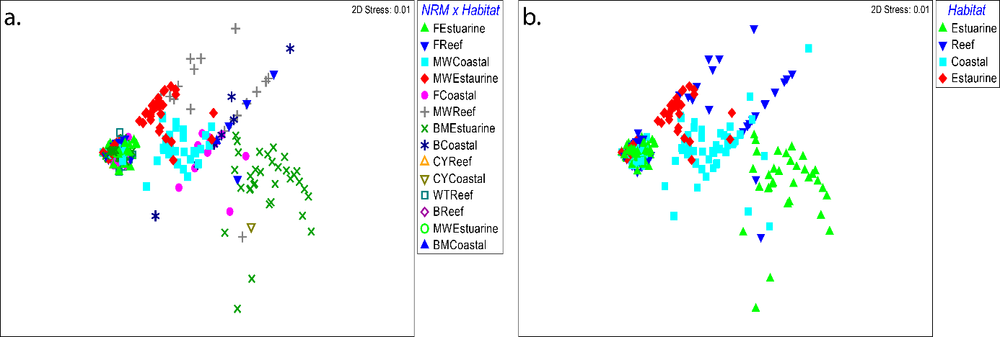 a.
2D Stress: 0.01
NRM x Habitat
FEstuarine
FReef
MWCoastal
MWEstaurine
FCoastal
MWReef
BMEstuarine
BCoastal
CYReef
CYCoastal
WTReef
BReef
MWEstuarine
BMCoastal
b.
2D Stress: 0.01
Habitat
Estuarine
Reef
Coastal
Estaurine